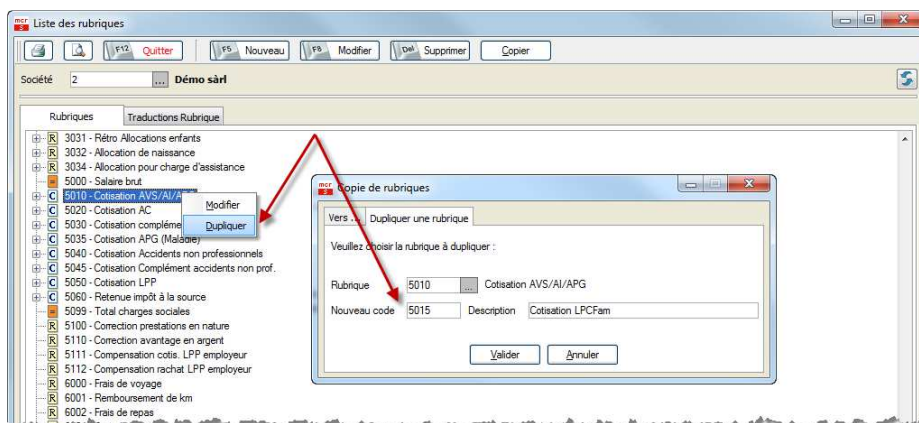 mcr S Liste des rubriques
F12 Quitter F5 Nouveau F8 Modifier Del Supprimer Copier
Société 2 ... Démo sàrl
Rubriques Traductions Rubrique
R 3031 - Rétro Allocations enfants
R 3032 - Allocation de naissance
R 3034 - Allocation pour charge d'assistance
= 5000 - Salaire brut
C 5010 - Cotisation AVS/AI/A
C 5020 - Cotisation AC
C 5030 - Cotisation compléme
C 5035 - Cotisation APG (Maladie)
C 5040 - Cotisation Accidents non professionnels
C 5045 - Cotisation Complément accidents non prof.
C 5050 - Cotisation LPP
C 5060 - Retenue impôt à la source
= 5099 - Total charges sociales
R 5100 - Correction prestations en nature
R 5110 - Correction avantage en argent
R 5111 - Compensation cotis. LPP employeur
R 5112 - Compensation rachat LPP employeur
R 6000 - Frais de voyage
R 6001 - Remboursement de km
R 6002 - Frais de repas
Modifier
Dupliquer
mcr S Copie de rubriques
Vers ... Dupliquer une rubrique
Veuillez choisir la rubrique à dupliquer :
Rubrique 5010 ... Cotisation AVS/AI/APG
Nouveau code 5015 Description Cotisation LPCFam
Valider Annuler